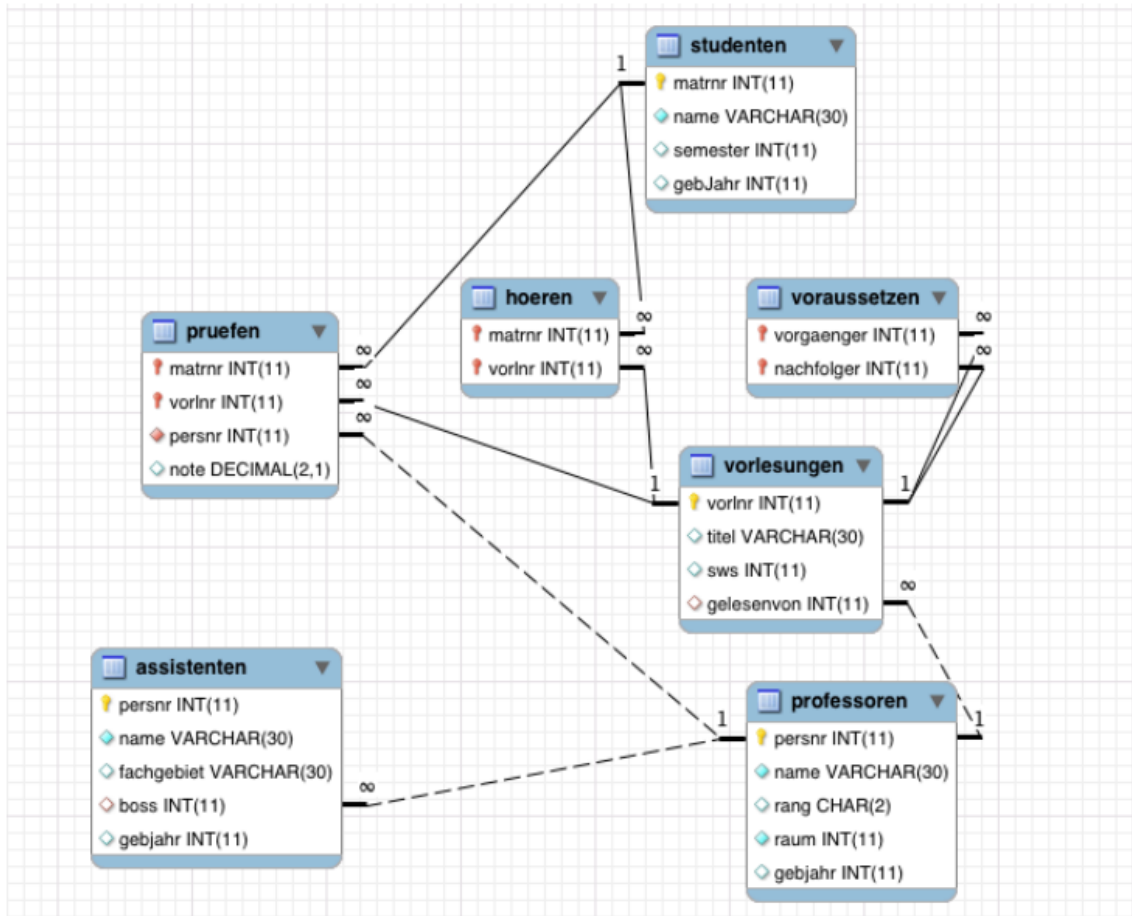 studenten
1
matrnr INT(11)
name VARCHAR(30)
semester INT(11)
gebJahr INT(11)
hoeren
∞
matrnr INT(11)
∞
vorlnr INT(11)
voraussetzen
∞
vorgaenger INT(11)
∞
nachfolger INT(11)
pruefen
∞
matrnr INT(11)
∞
vorlnr INT(11)
∞
persnr INT(11)
note DECIMAL(2,1)
vorlesungen
1
1
vorlnr INT(11)
titel VARCHAR(30)
sws INT(11)
∞
gelesenvon INT(11)
assistenten
persnr INT(11)
name VARCHAR(30)
fachgebiet VARCHAR(30)
∞
boss INT(11)
gebjahr INT(11)
professoren
1
1
persnr INT(11)
name VARCHAR(30)
rang CHAR(2)
raum INT(11)
gebjahr INT(11)